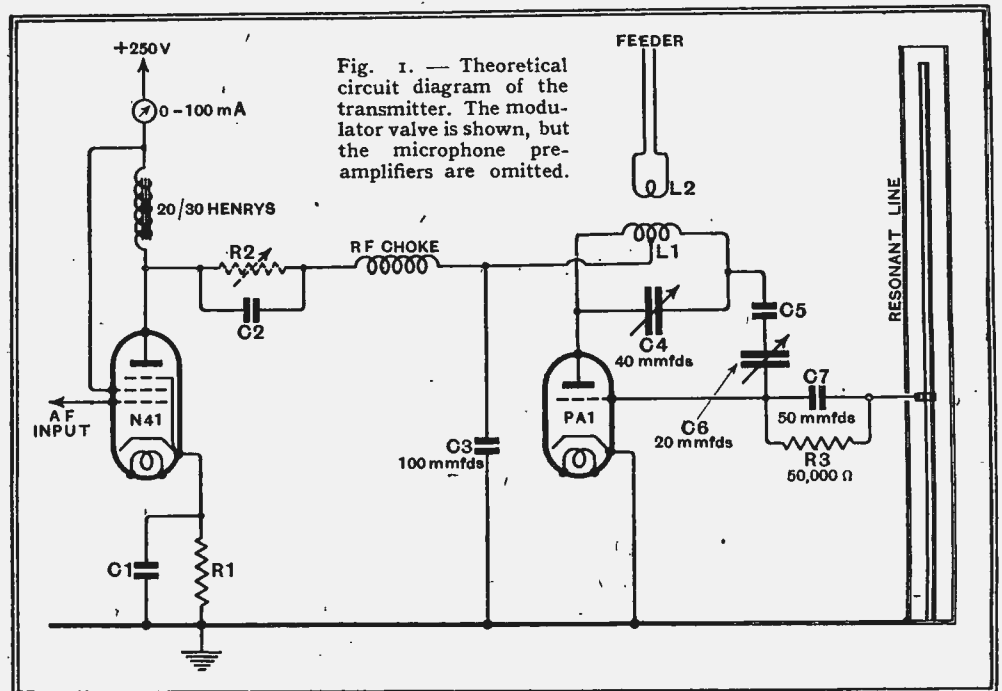 +250V
0-100 mA
Fig. 1. — Theoretical
circuit diagram of the
transmitter. The modu-
lator valve is shown, but
the microphone pre-
amplifiers are omitted.
FEEDER
L2
20/30 HENRYS
R2
RF CHOKE
L1
RESONANT LINE
C2
C5
C4
40 mmfds
C7
50 mmfds
AF
INPUT
N41
PA1
C6
20 mmfds
C3
100 mmfds
R3
50,000 Ω
C1
R1